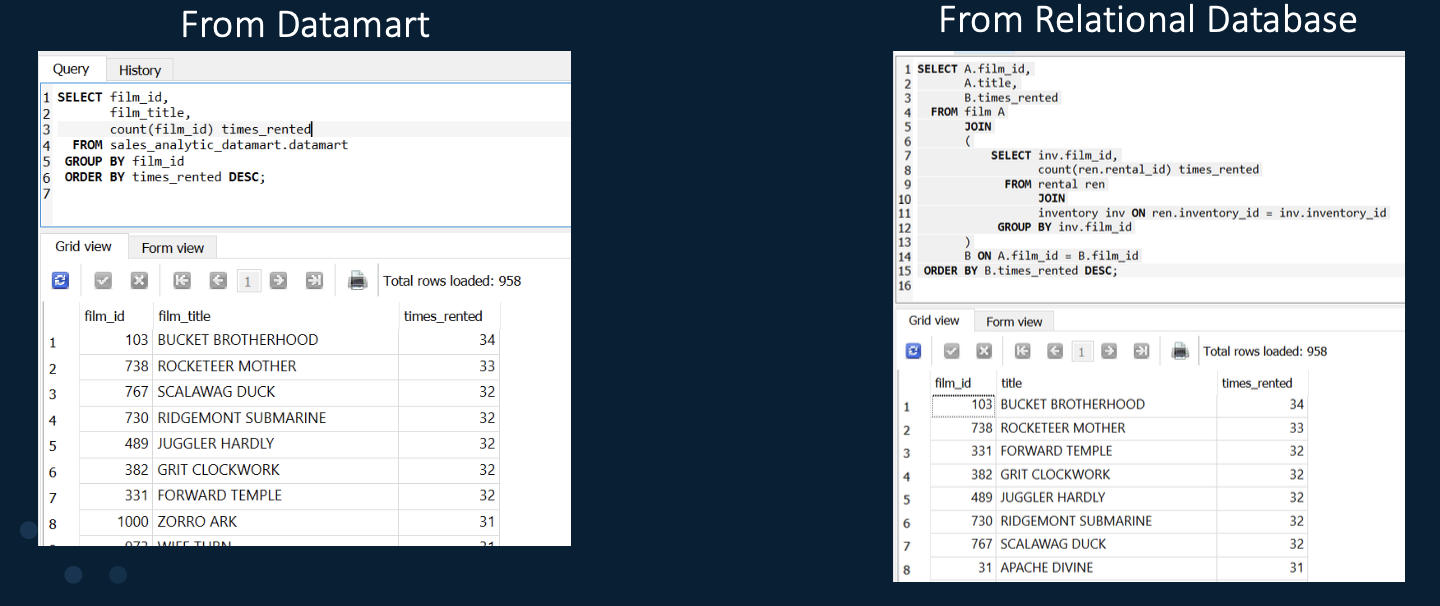 From Datamart
Query History
1 SELECT film_id,
2 film_title,
3 count(film_id) times_rented
4 FROM sales_analytic_datamart.datamart
5 GROUP BY film_id
6 ORDER BY times_rented DESC;
7
Grid view Form view
1 Total rows loaded: 958
film_id film_title times_rented
1 103 BUCKET BROTHERHOOD 34
2 738 ROCKETEER MOTHER 33
3 767 SCALAWAG DUCK 32
4 730 RIDGEMONT SUBMARINE 32
5 489 JUGGLER HARDLY 32
6 382 GRIT CLOCKWORK 32
7 331 FORWARD TEMPLE 32
8 1000 ZORRO ARK 31
From Relational Database
1 SELECT A.film_id,
2 A.title,
3 B.times_rented
4 FROM film A
5 JOIN
6 (
7 SELECT inv.film_id,
8 count(ren.rental_id) times_rented
9 FROM rental ren
10 JOIN
11 inventory inv ON ren.inventory_id = inv.inventory_id
12 GROUP BY inv.film_id
13 )
14 B ON A.film_id = B.film_id
15 ORDER BY B.times_rented DESC;
16
Grid view Form view
1 Total rows loaded: 958
film_id title times_rented
1 103 BUCKET BROTHERHOOD 34
2 738 ROCKETEER MOTHER 33
3 331 FORWARD TEMPLE 32
4 382 GRIT CLOCKWORK 32
5 489 JUGGLER HARDLY 32
6 730 RIDGEMONT SUBMARINE 32
7 767 SCALAWAG DUCK 32
8 31 APACHE DIVINE 31